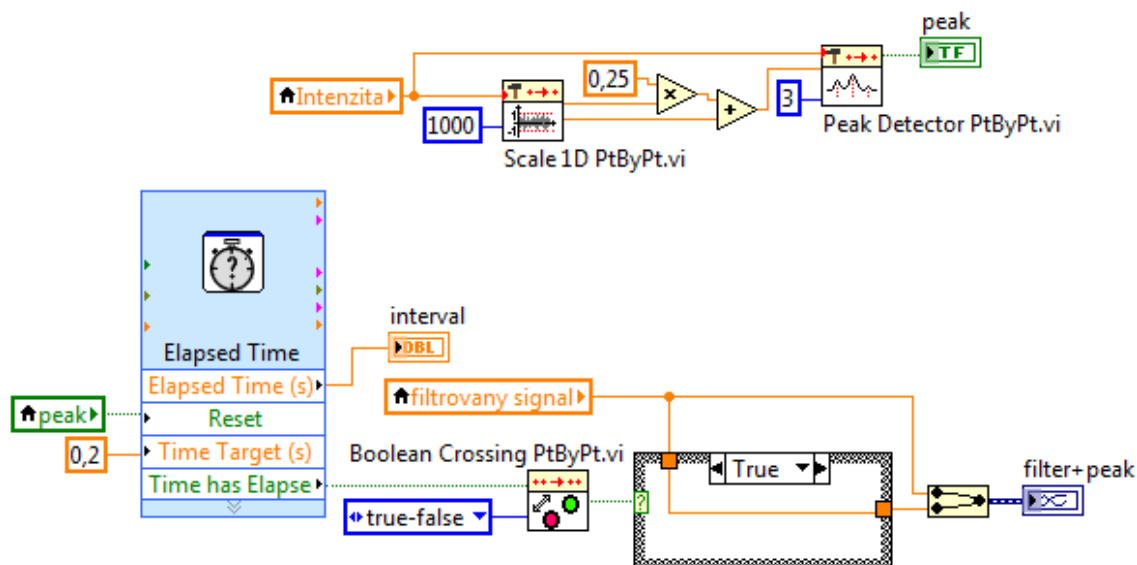 peak
TF
Intenzita
0,25
1000
3
Peak Detector PtByPt.vi
Scale 1D PtByPt.vi
?
Elapsed Time
interval
DBL
Elapsed Time (s)
peak
Reset
filtrovany signal
0,2
Time Target (s)
Boolean Crossing PtByPt.vi
True
Time has Elapse
filter+peak
true-false
?